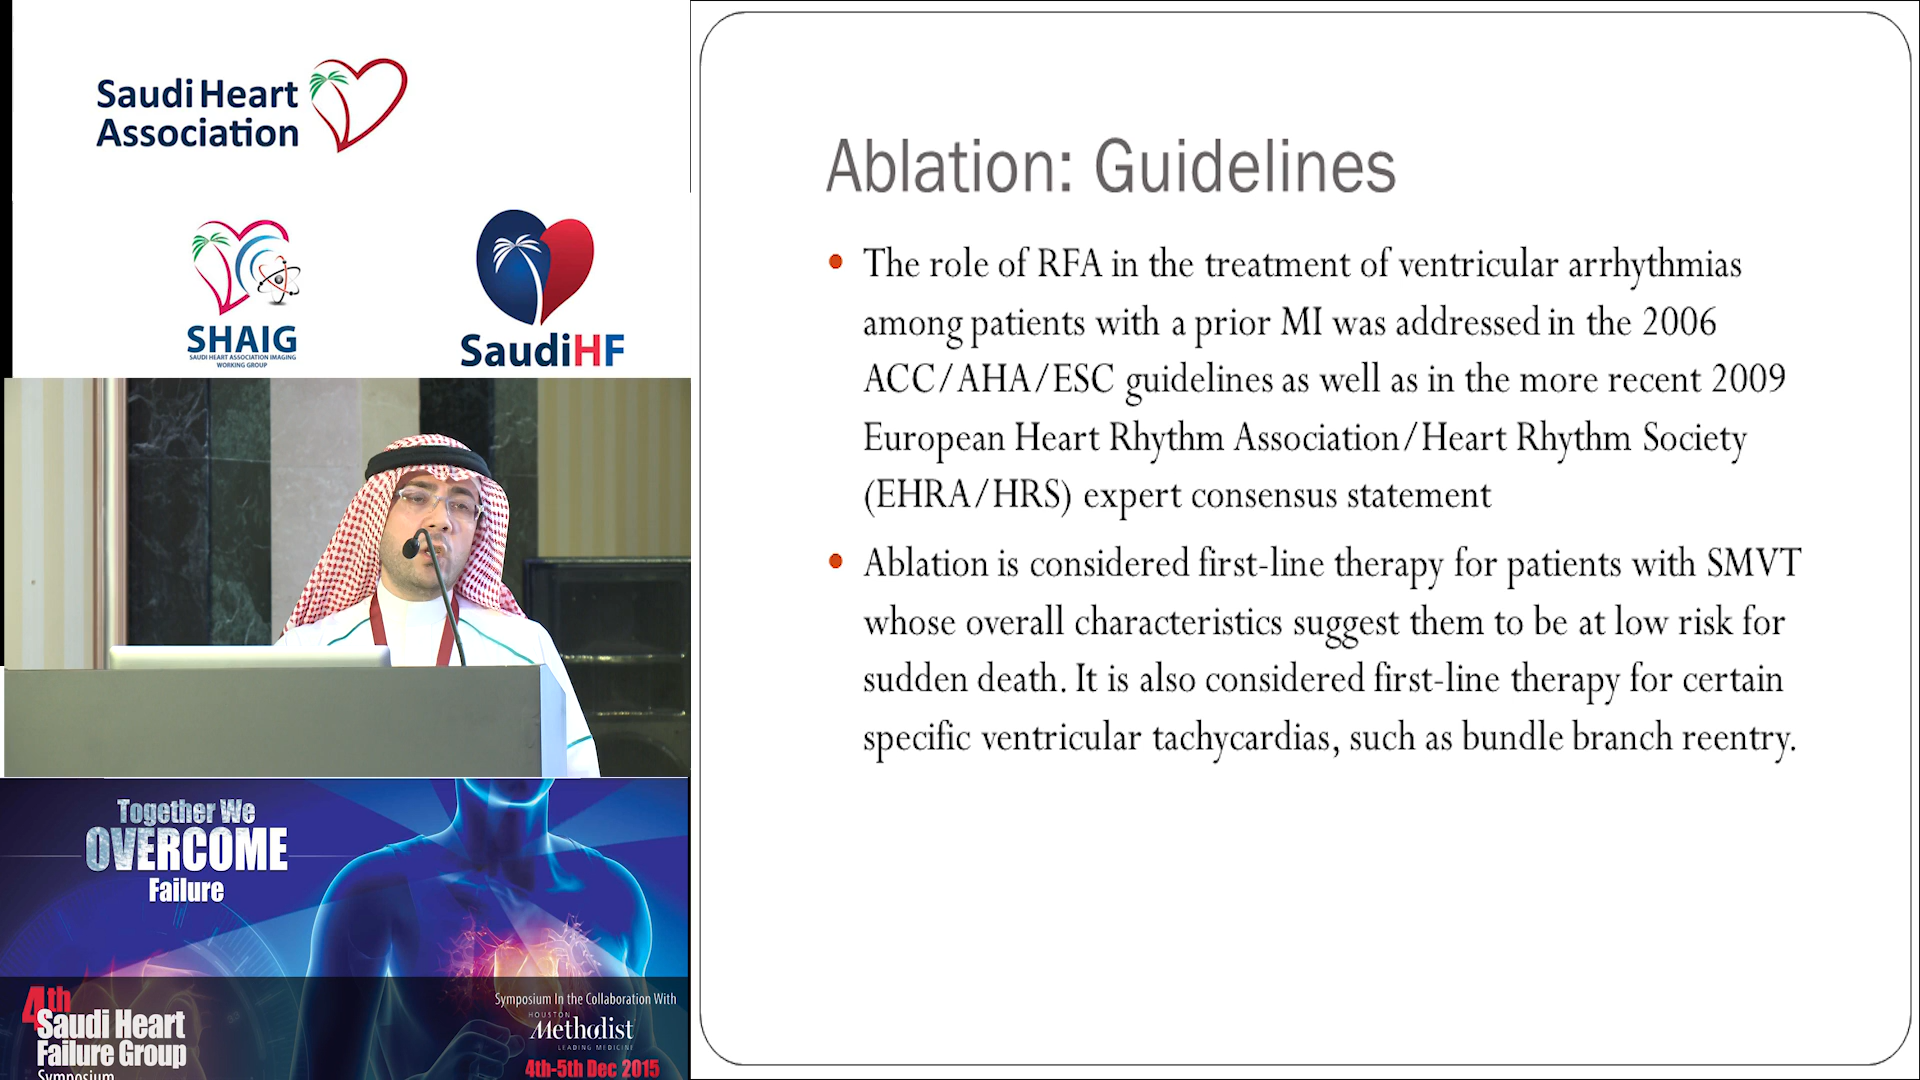 Saudi Heart
Association
SHAIG
SAUDI HEART ASSOCIATION IMAGING
WORKING GROUP
SaudiHF
Together We
OVERCOME
Failure
4th
Saudi Heart
Failure Group
Symposium
Symposium In the Collaboration With
HOUSTON
Methodist
LEADING MEDICINE
4th-5th Dec 2015
Ablation: Guidelines
• The role of RFA in the treatment of ventricular arrhythmias
among patients with a prior MI was addressed in the 2006
ACC/AHA/ESC guidelines as well as in the more recent 2009
European Heart Rhythm Association/Heart Rhythm Society
(EHRA/HRS) expert consensus statement
• Ablation is considered first-line therapy for patients with SMVT
whose overall characteristics suggest them to be at low risk for
sudden death. It is also considered first-line therapy for certain
specific ventricular tachycardias, such as bundle branch reentry.